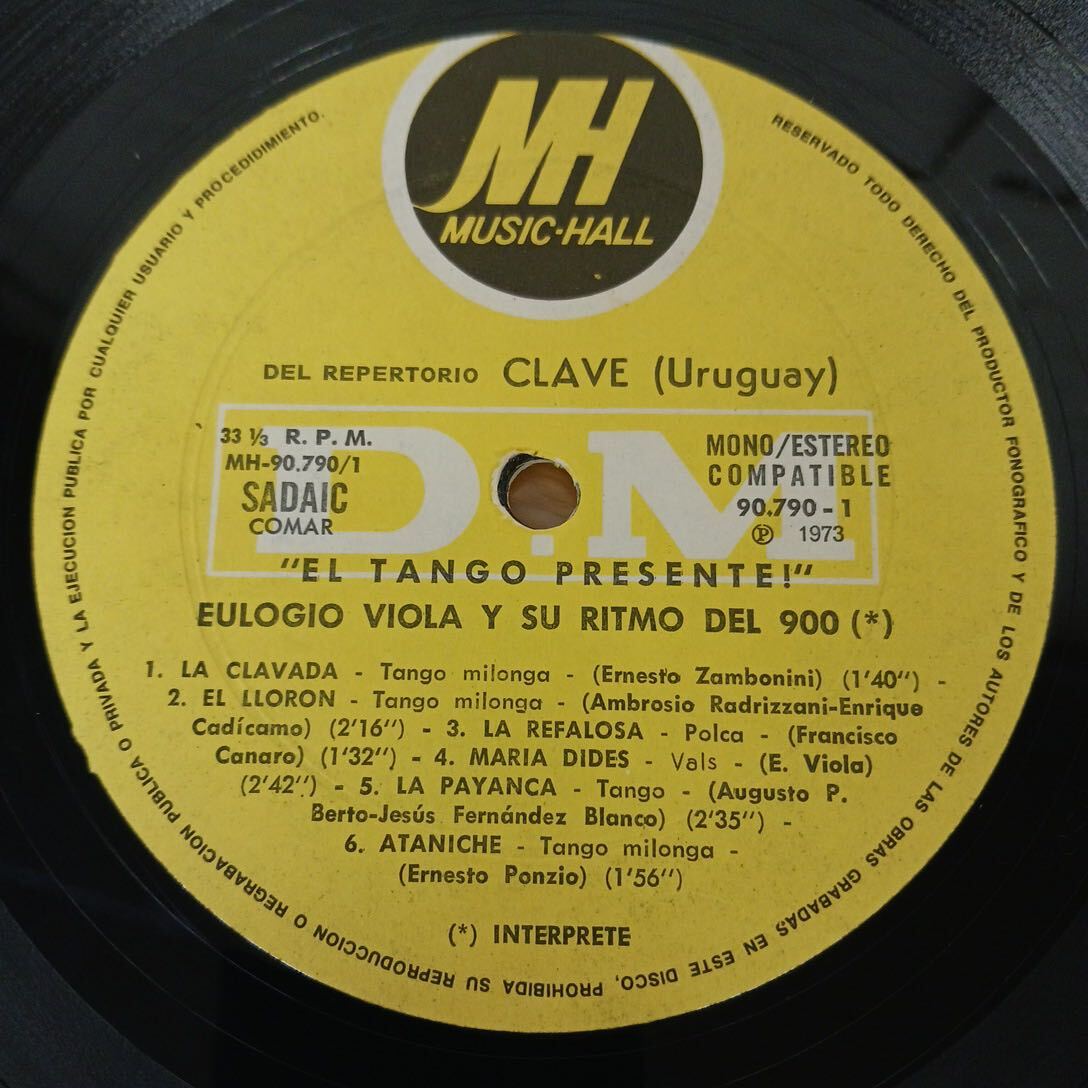 MH
MUSIC·HALL
DEL REPERTORIO CLAVE (Uruguay)
D.M
33 ⅓ R. P. M.
MH-90.790/1
SADAIC
COMAR
MONO/ESTEREO
COMPATIBLE
90.790 - 1
℗ 1973
"EL TANGO PRESENTE!"
EULOGIO VIOLA Y SU RITMO DEL 900 (*)
1. LA CLAVADA - Tango milonga - (Ernesto Zambonini) (1'40") -
2. EL LLORON - Tango milonga - (Ambrosio Radrizzani-Enrique
Cadícamo) (2'16") - 3. LA REFALOSA - Polca - (Francisco
Canaro) (1'32") - 4. MARIA DIDES - Vals - (E. Viola)
(2'42") - 5. LA PAYANCA - Tango - (Augusto P.
Berto-Jesús Fernández Blanco) (2'35") -
6. ATANICHE - Tango milonga -
(Ernesto Ponzio) (1'56")
(*) INTERPRETE
RESERVADO TODO DERECHO DEL PRODUCTOR FONOGRAFICO Y DE LOS AUTORES DE LAS OBRAS GRABADAS EN ESTE DISCO, PROHIBIDA SU REPRODUCCION O REGRABACION PUBLICA O PRIVADA Y LA EJECUCION PUBLICA POR CUALQUIER USUARIO Y PROCEDIDIMIENTO.